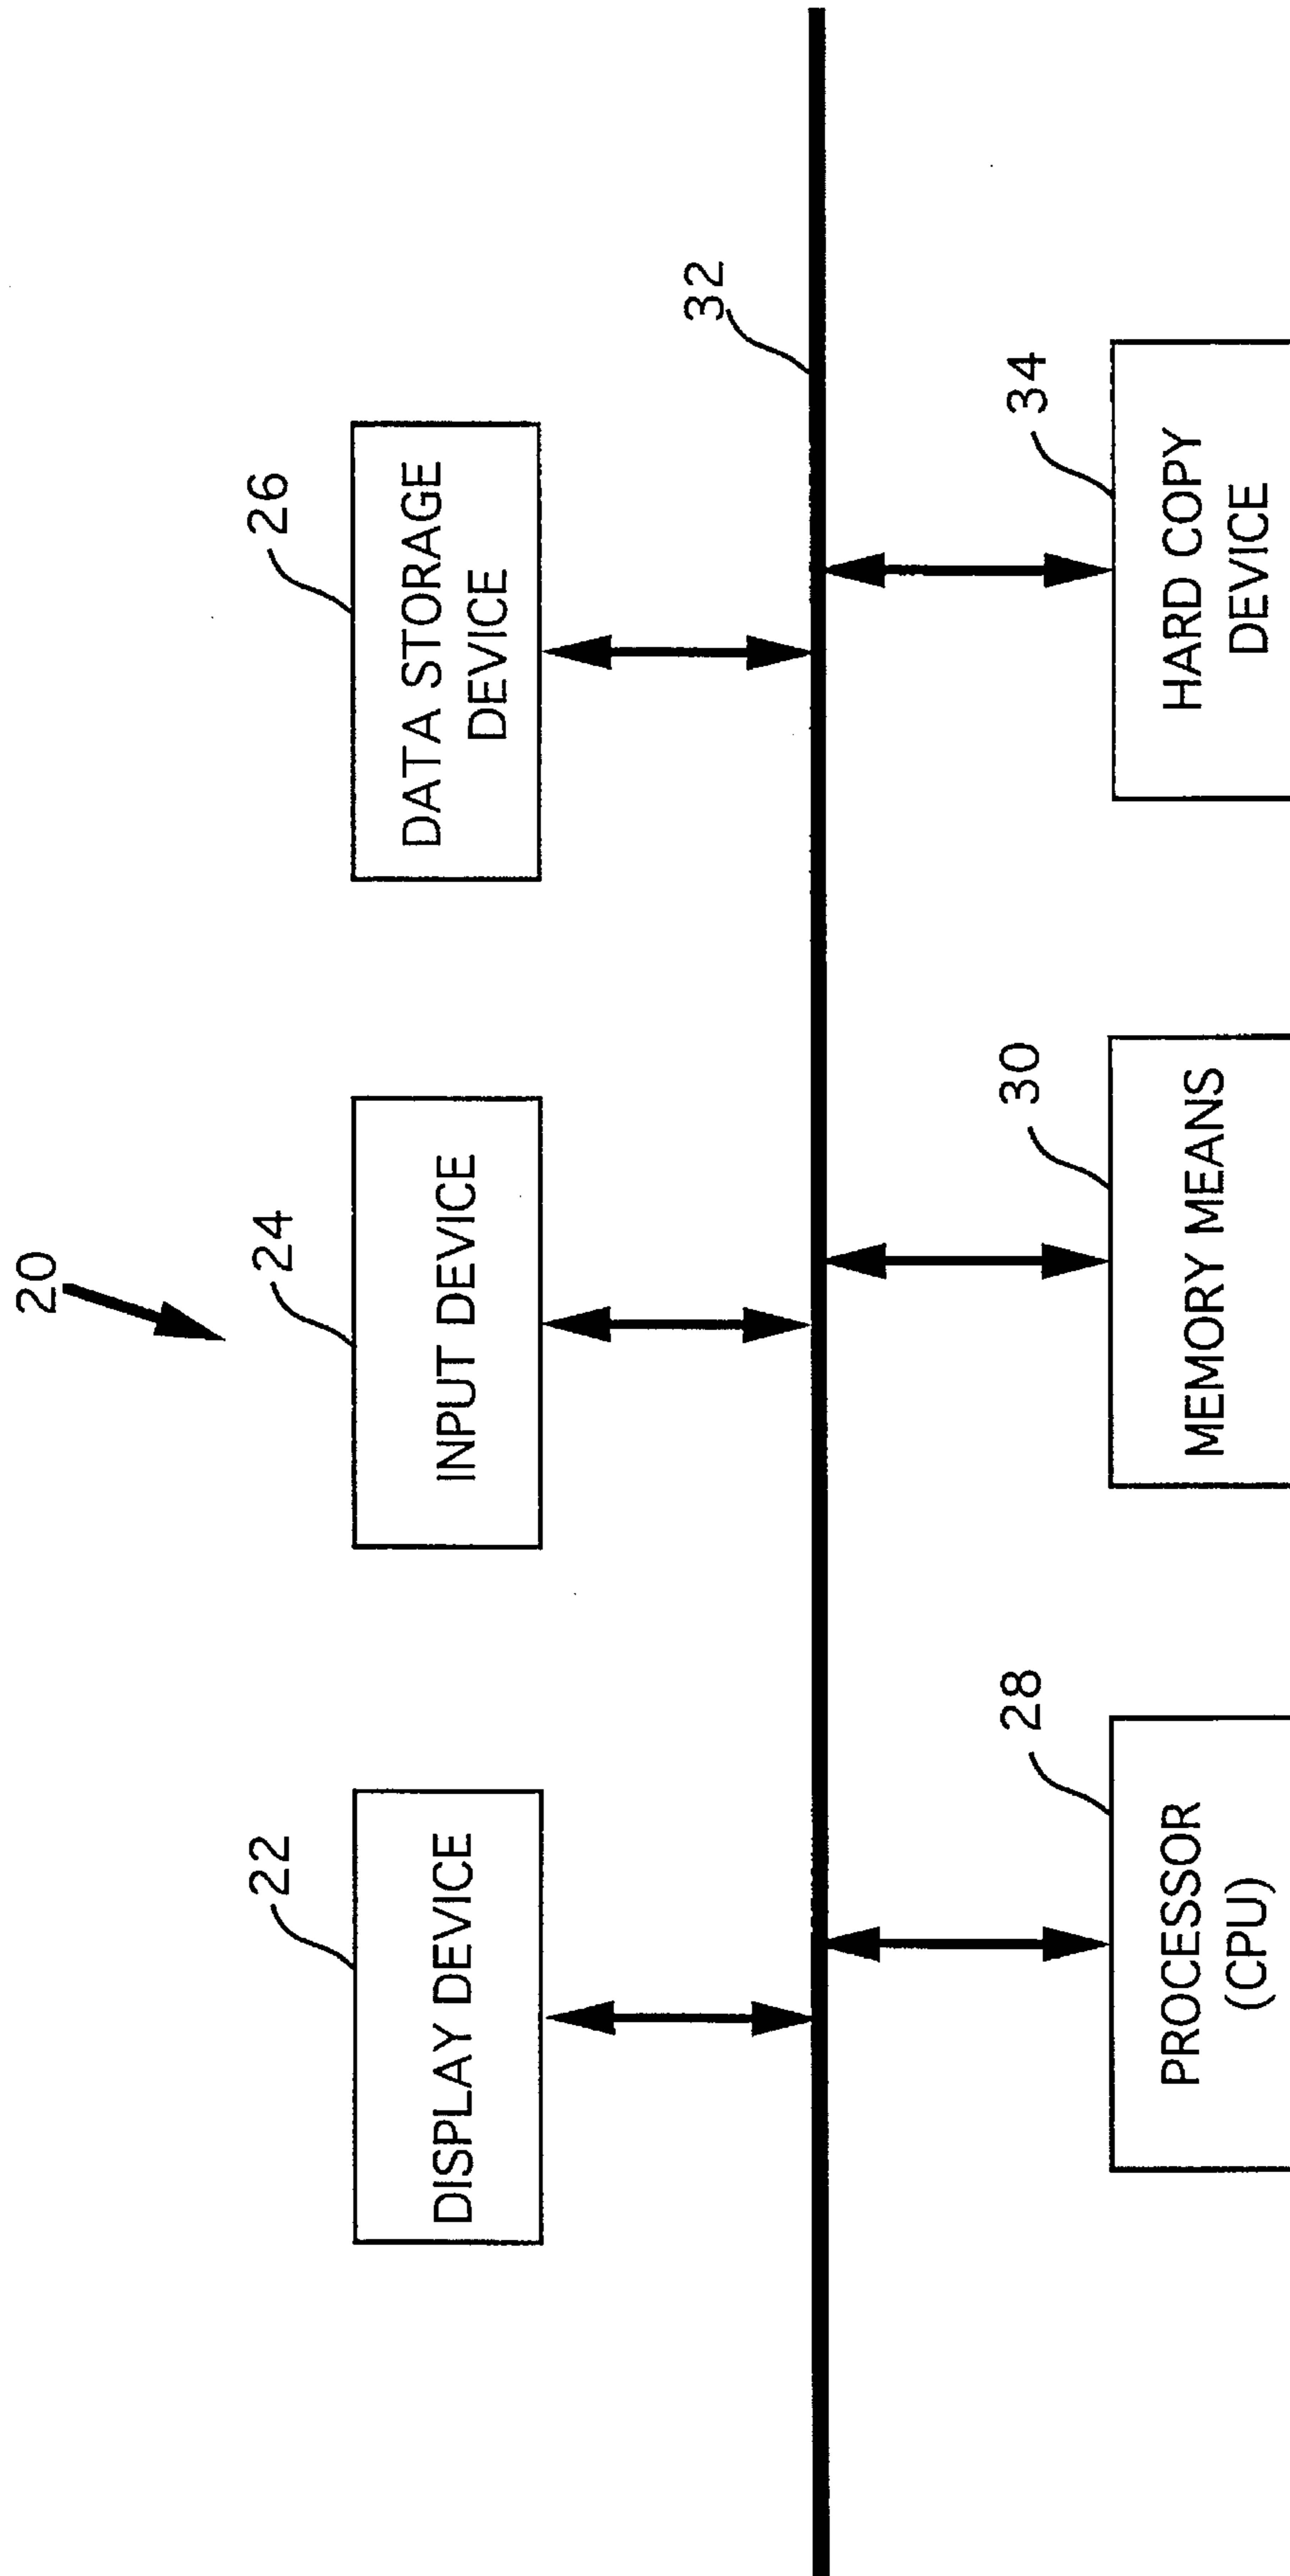 20
22
24
26
DISPLAY DEVICE
INPUT DEVICE
DATA STORAGE
DEVICE
32
28
30
34
PROCESSOR
(CPU)
MEMORY MEANS
HARD COPY
DEVICE